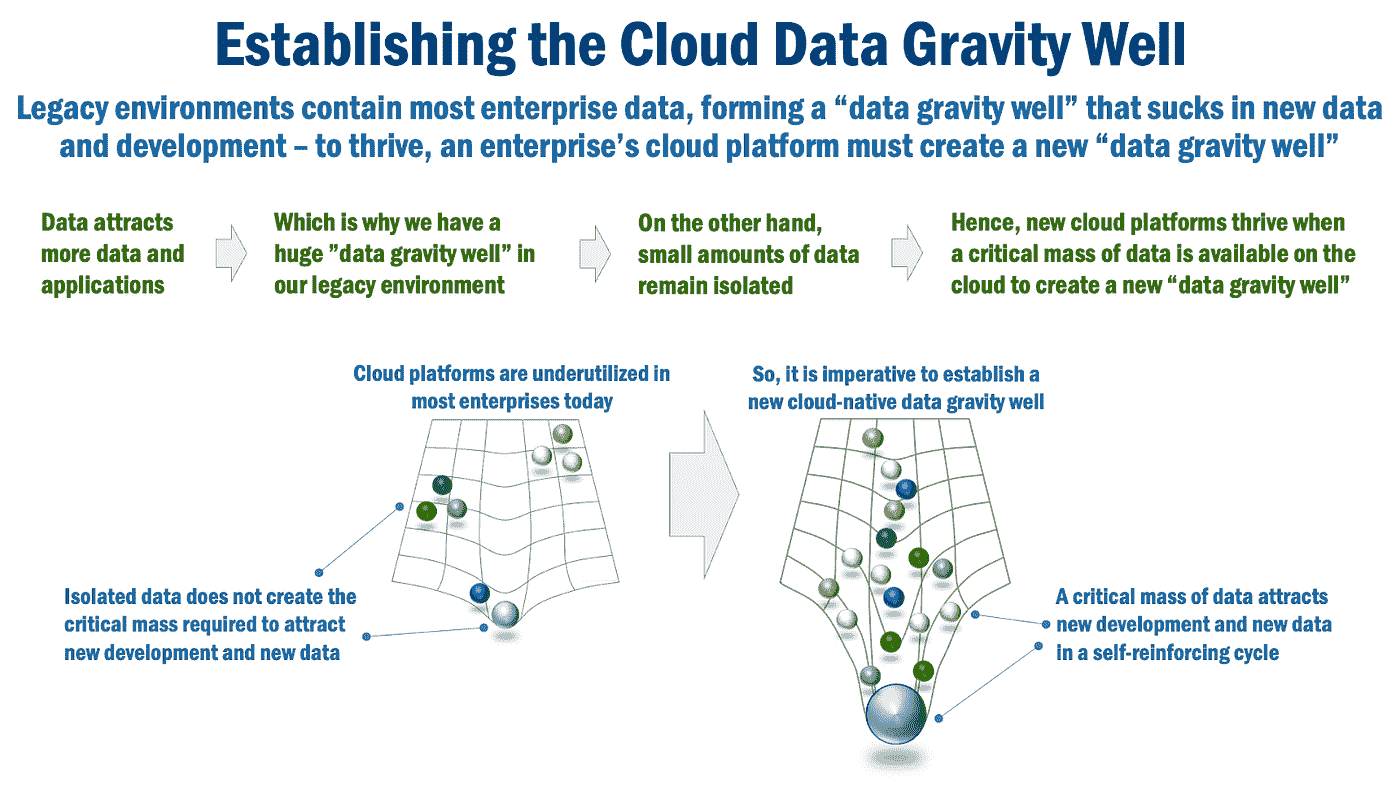 Establishing the Cloud Data Gravity Well
Legacy environments contain most enterprise data, forming a “data gravity well” that sucks in new data
and development – to thrive, an enterprise’s cloud platform must create a new “data gravity well”
Data attracts
more data and
applications
Which is why we have a
huge ”data gravity well” in
our legacy environment
On the other hand,
small amounts of data
remain isolated
Hence, new cloud platforms thrive when
a critical mass of data is available on the
cloud to create a new “data gravity well”
Cloud platforms are underutilized in
most enterprises today
So, it is imperative to establish a
new cloud-native data gravity well
Isolated data does not create the
critical mass required to attract
new development and new data
A critical mass of data attracts
new development and new data
in a self-reinforcing cycle